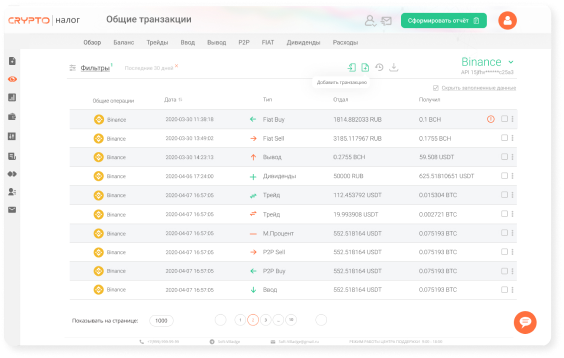 CRYPTO налог
Общие транзакции
Сформировать отчёт
Обзор Баланс Трейды Ввод Вывод P2P FIAT Дивиденды Расходы
Фильтры 1 Последние 30 дней ×
Binance
Добавить транзакцию
Скрыть заполненные данные
Общие операции Дата Тип Отдал Получил
Binance 2020-03-30 11:38:18 Fiat Buy 1814.882033 RUB 0.1 BCH
Binance 2020-03-30 13:49:02 Fiat Sell 3185.117967 RUB 0.1755 BCH
Binance 2020-03-30 14:23:13 Вывод 0.2755 BCH 59.508 USDT
Binance 2020-04-06 17:24:00 Дивиденды 50000 RUB 625.51810651 USDT
Binance 2020-04-07 16:57:05 Трейд 112.453792 USDT 0.015304 BTC
Binance 2020-04-07 16:57:05 Трейд 19.993908 USDT 0.002721 BTC
Binance 2020-04-07 16:57:05 М.Процент 552.518164 USDT 0.075193 BTC
Binance 2020-04-07 16:57:05 P2P Sell 552.518164 USDT 0.075193 BTC
Binance 2020-04-07 16:57:05 P2P Buy 552.518164 USDT 0.075193 BTC
Binance 2020-04-07 16:57:05 Ввод 552.518164 USDT 0.075193 BTC
Показывать на странице: 1000 1 2 3 ...